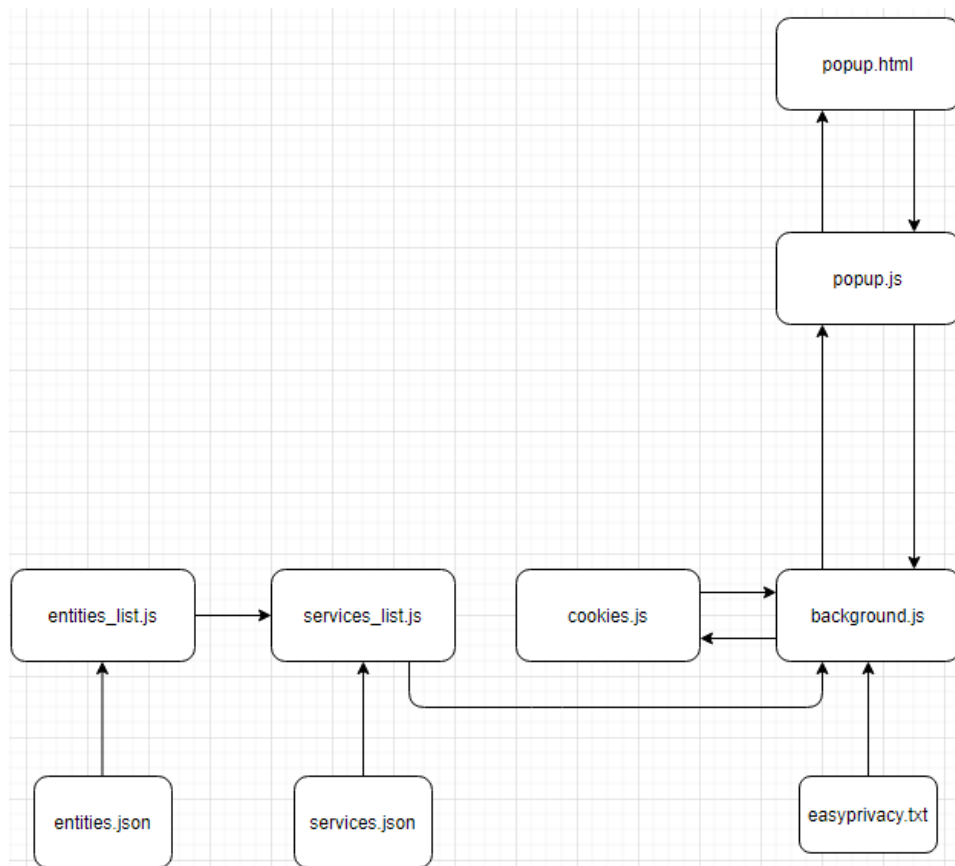 popup.html
popup.js
entities_list.js
services_list.js
cookies.js
background.js
entities.json
services.json
easyprivacy.txt